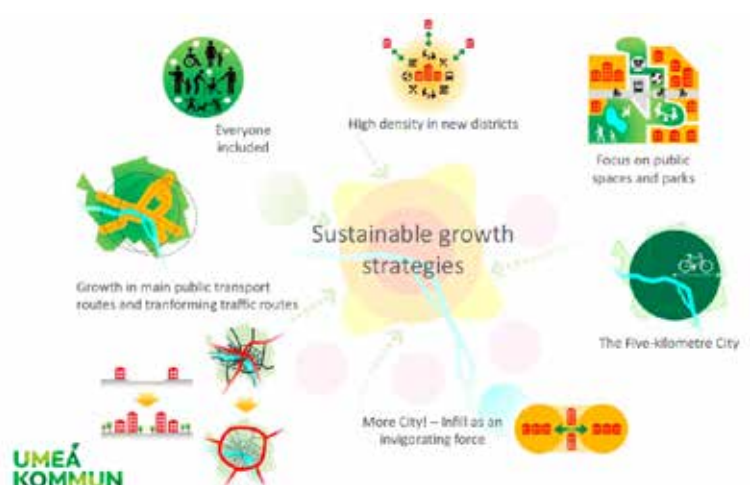 Everyone
included
High density in new districts
Focus on public
spaces and parks
Sustainable growth
strategies
Growth in main public transport
routes and tranforming traffic routes
The Five-kilometre City
More City! – Infill as an
invigorating force
UMEÅ
KOMMUN